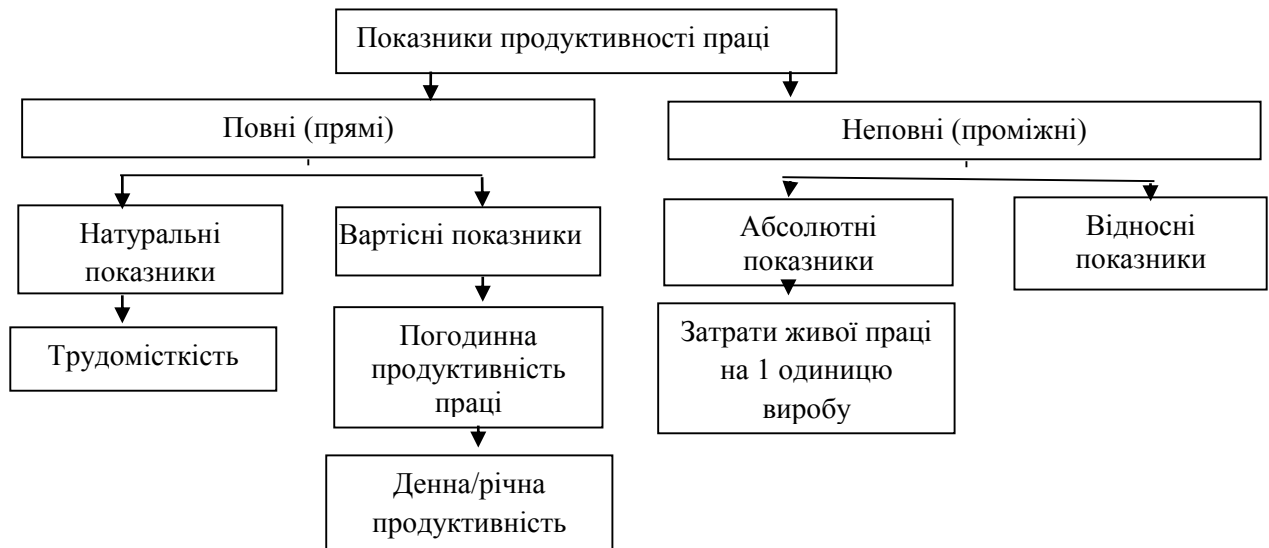 Показники продуктивності праці
Повні (прямі)
Неповні (проміжні)
Натуральні
показники
Вартісні показники
Абсолютні
показники
Відносні
показники
Трудомісткість
Погодинна
продуктивність
праці
Затрати живої праці
на 1 одиницю
виробу
Денна/річна
продуктивність